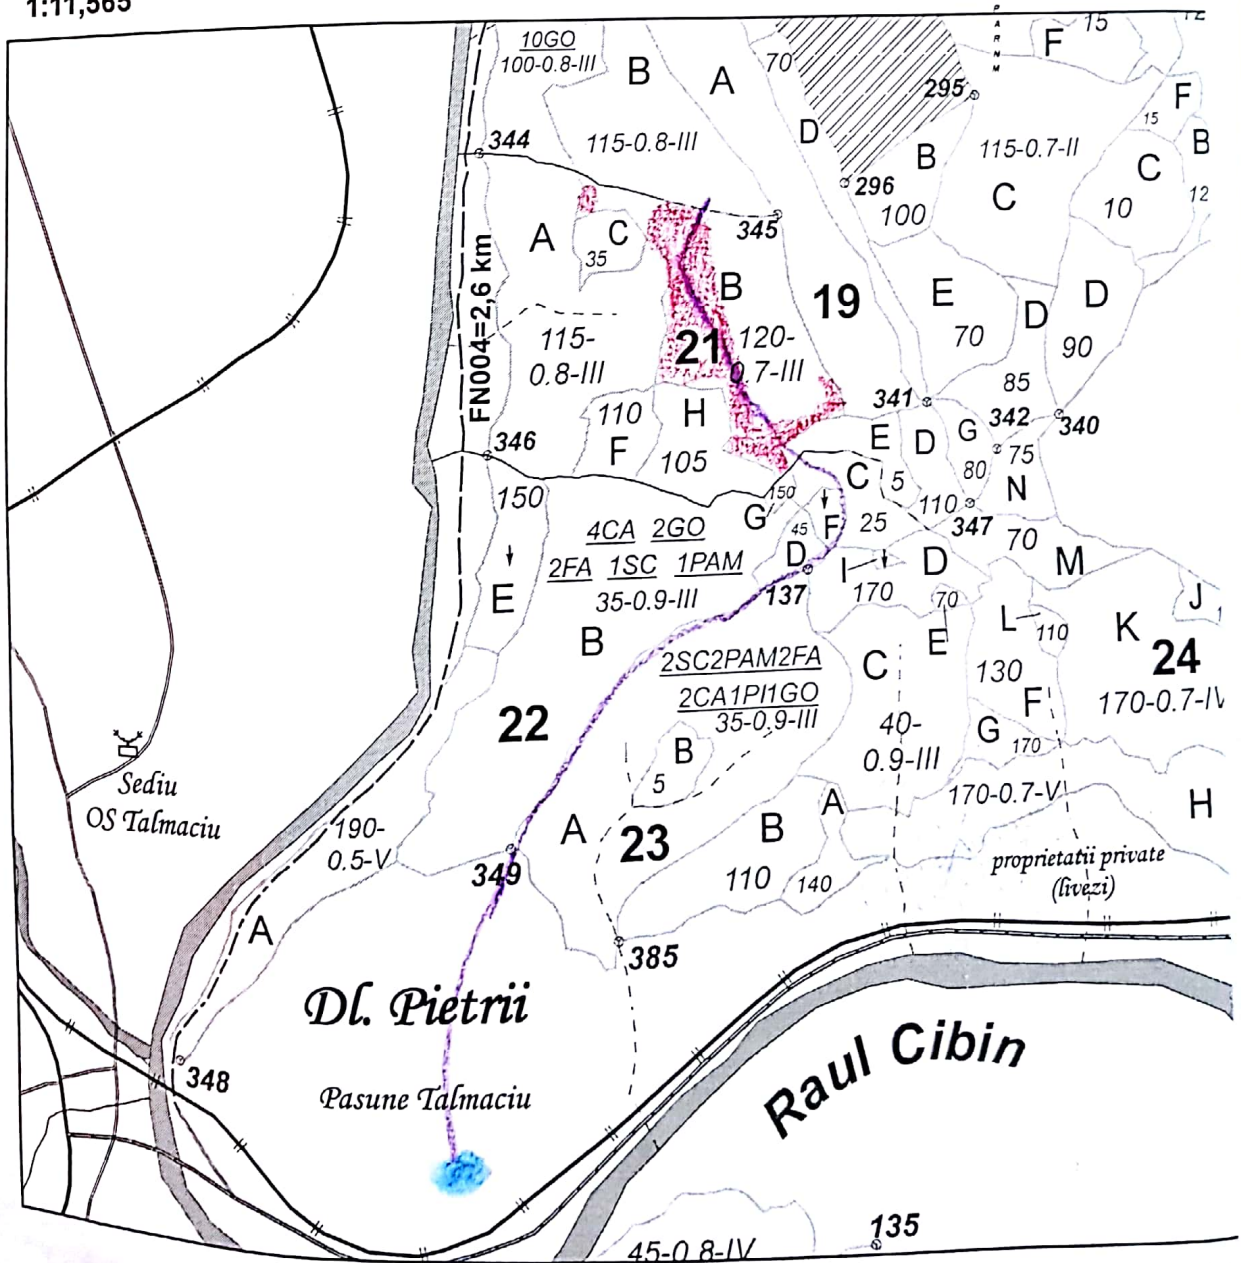 1:11,565
P
A
R
N
M
15
F
10GO
100-0.8-III
B
A
70
295
F
15
115-0.8-III
344
D
B
115-0.7-II
B
296
C
C
12
100
10
A
C
35
345
FN004=2,6 km
B
19
E
D
D
70
90
115-
0.8-III
21
120-
0.7-III
85
341
342
340
110
F
H
105
346
E
D
G
80
75
N
C
5
150
150
G
45
F
25
110
347
70
4CA 2GO
2FA 1SC 1PAM
35-0.9-III
D
137
I
170
D
M
70
E
J
E
B
L
110
K
24
2SC2PAM2FA
2CA1PI1GO
35-0.9-III
C
130
F
170-0.7-IV
22
40-
0.9-III
G
170
B
5
Sediu
OS Talmaciu
170-0.7-V
H
A
190-
0.5-V
A
23
B
110
140
349
proprietatii private
(livezi)
A
385
Dl. Pietrii
Raul Cibin
348
Pasune Talmaciu
135
45-0.8-IV